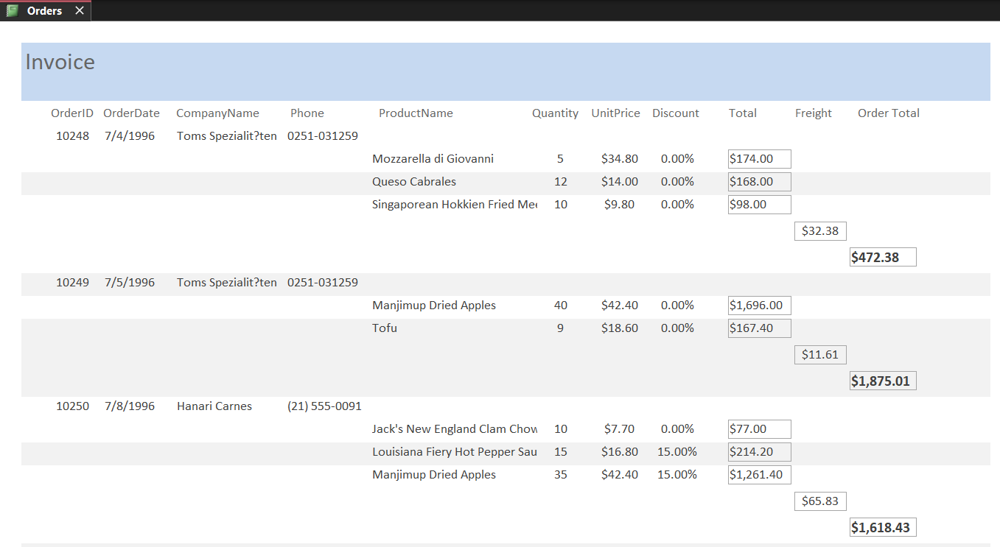 Orders
Invoice
OrderID OrderDate CompanyName Phone ProductName Quantity UnitPrice Discount Total Freight Order Total
10248 7/4/1996 Toms Spezialit?ten 0251-031259
Mozzarella di Giovanni 5 $34.80 0.00% $174.00
Queso Cabrales 12 $14.00 0.00% $168.00
Singaporean Hokkien Fried Mee 10 $9.80 0.00% $98.00
$32.38
$472.38
10249 7/5/1996 Toms Spezialit?ten 0251-031259
Manjimup Dried Apples 40 $42.40 0.00% $1,696.00
Tofu 9 $18.60 0.00% $167.40
$11.61
$1,875.01
10250 7/8/1996 Hanari Carnes (21) 555-0091
Jack's New England Clam Chow 10 $7.70 0.00% $77.00
Louisiana Fiery Hot Pepper Sau 15 $16.80 15.00% $214.20
Manjimup Dried Apples 35 $42.40 15.00% $1,261.40
$65.83
$1,618.43